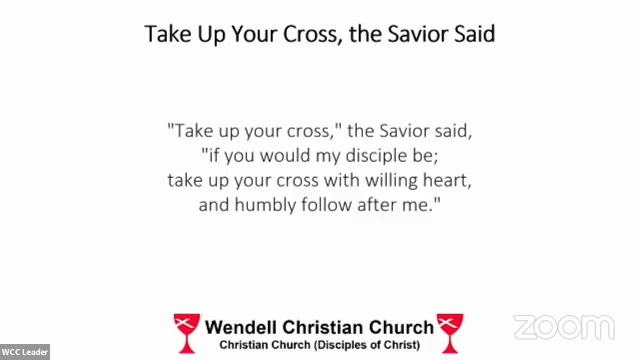 Take Up Your Cross, the Savior Said
"Take up your cross," the Savior said,
"if you would my disciple be;
take up your cross with willing heart,
and humbly follow after me."
Wendell Christian Church
Christian Church (Disciples of Christ)
zoom
WCC Leader